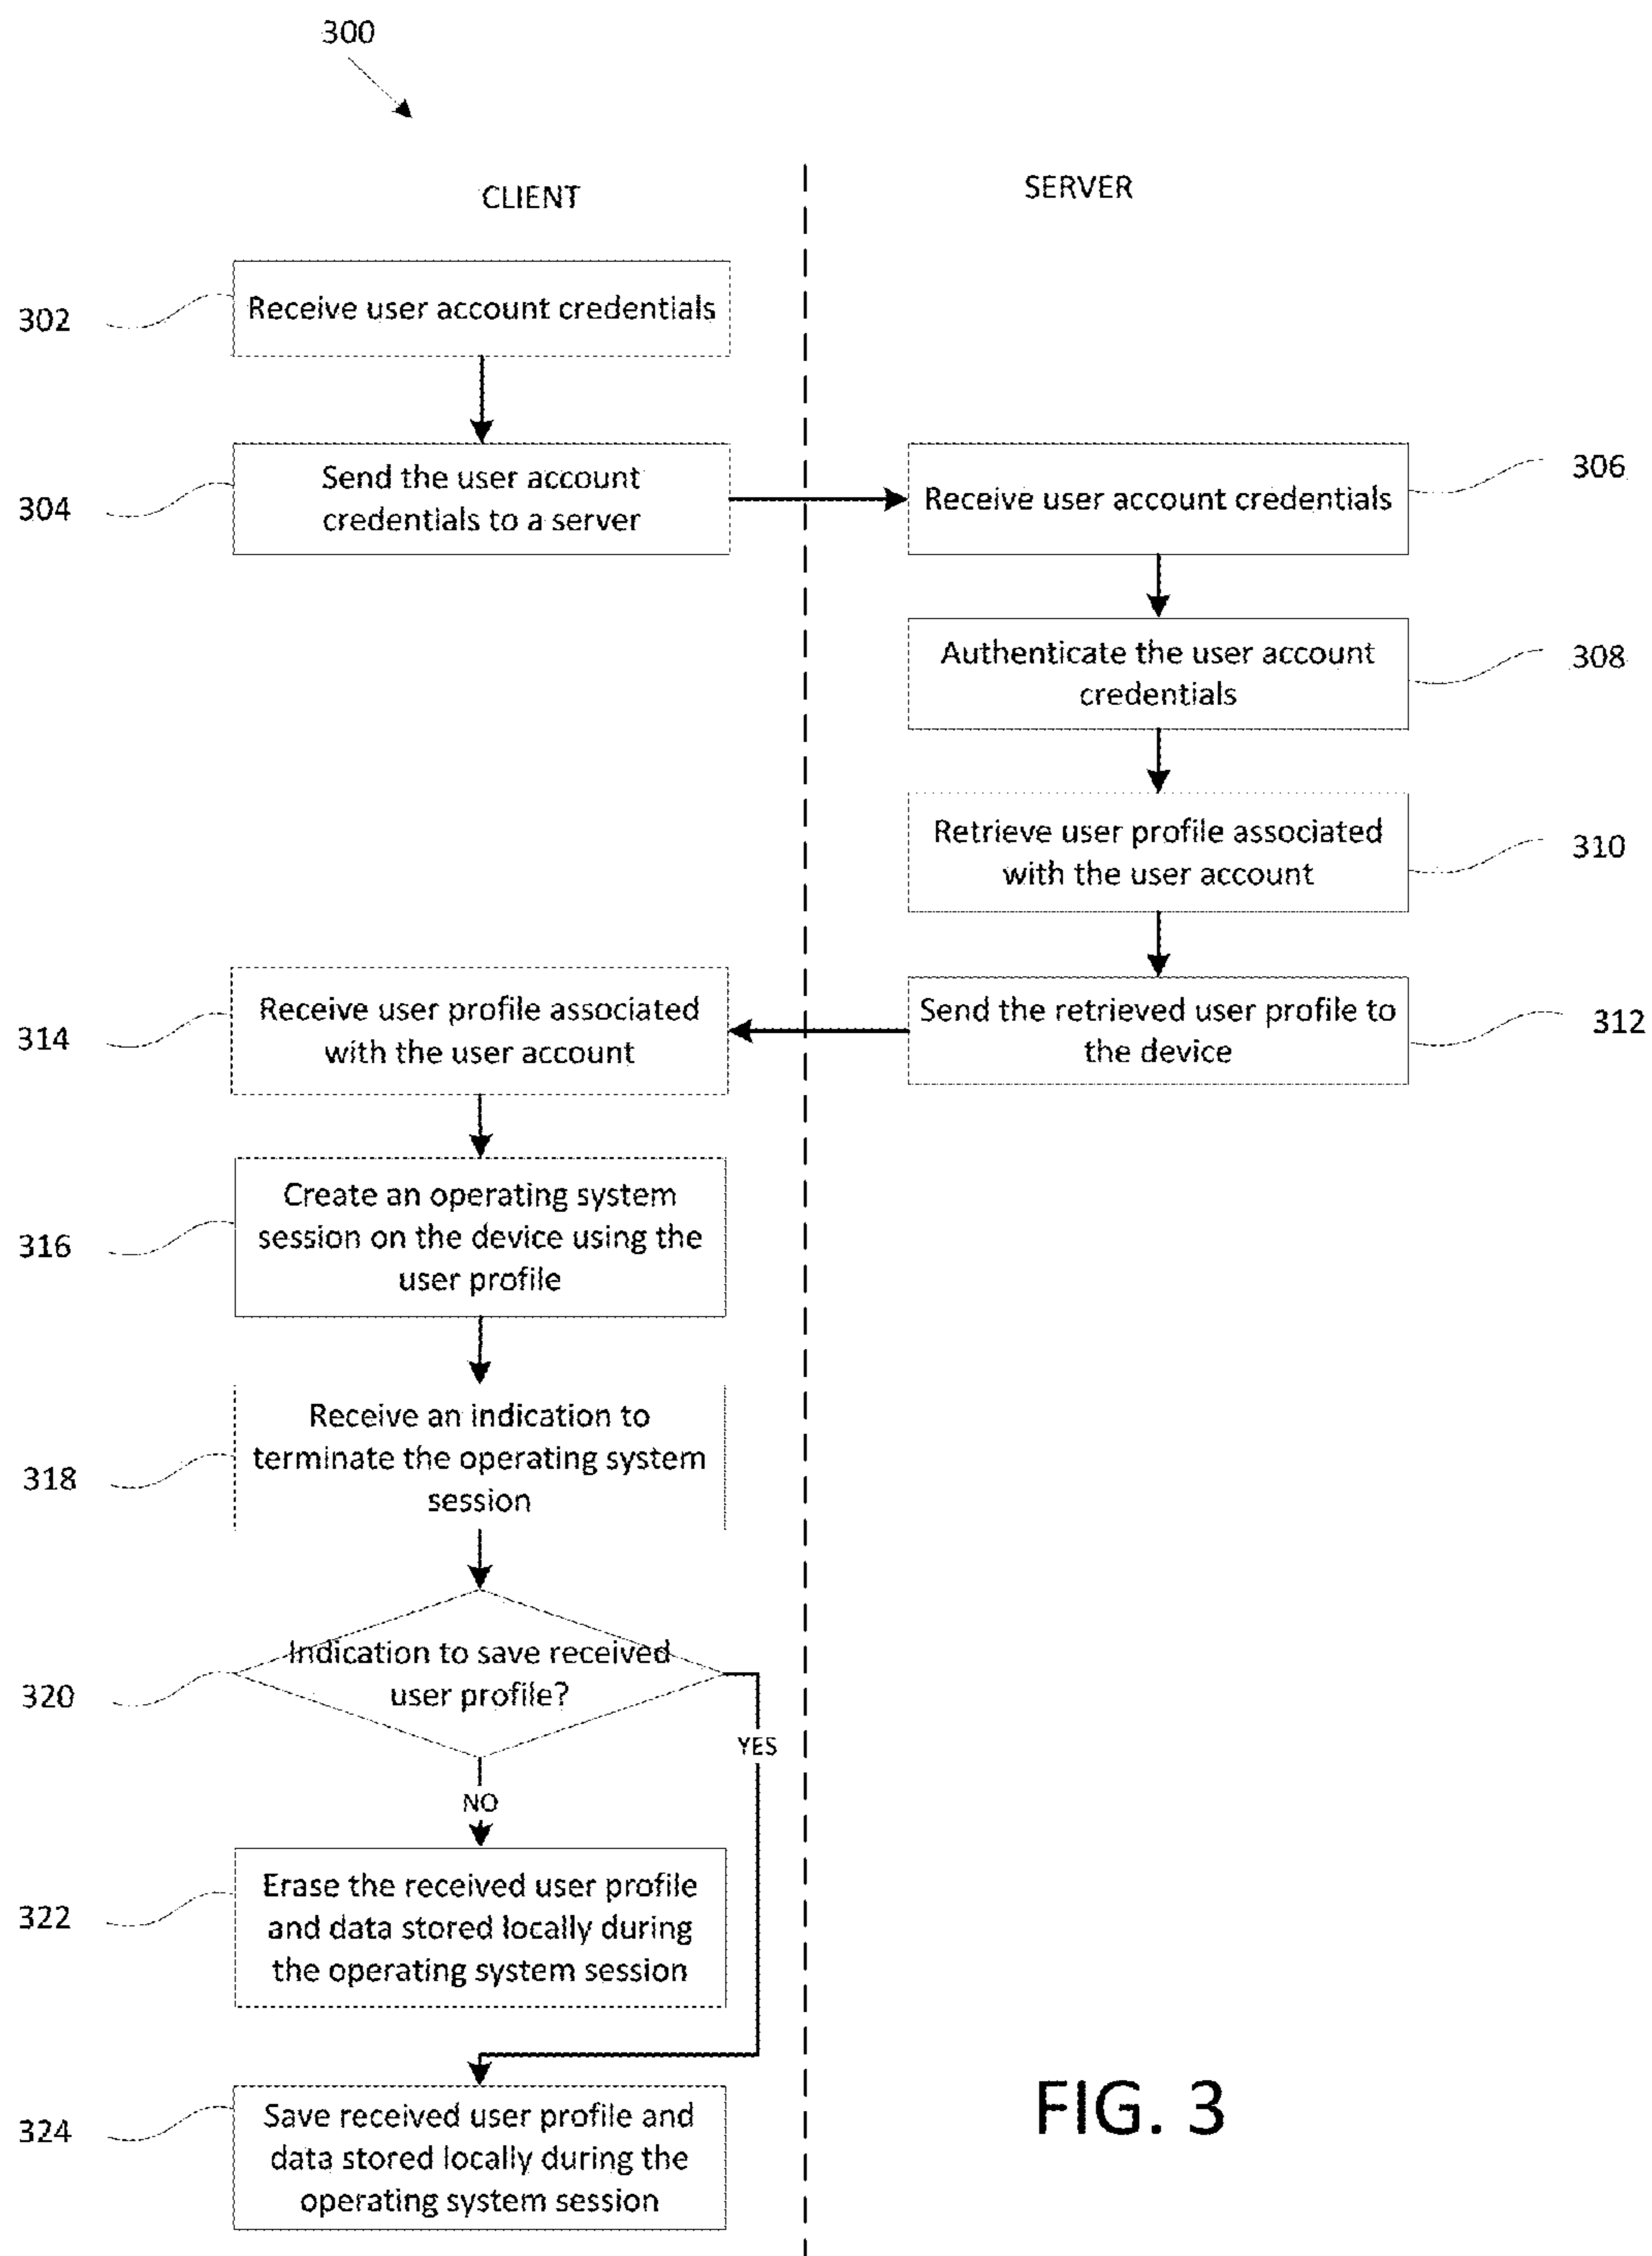 300
CLIENT
SERVER
302
Receive user account credentials
304
Send the user account
credentials to a server
306
Receive user account credentials
308
Authenticate the user account
credentials
310
Retrieve user profile associated
with the user account
312
Send the retrieved user profile to
the device
314
Receive user profile associated
with the user account
316
Create an operating system
session on the device using the
user profile
318
Receive an indication to
terminate the operating system
session
320
Indication to save received
user profile?
YES
NO
322
Erase the received user profile
and data stored locally during
the operating system session
324
Save received user profile and
data stored locally during the
operating system session
FIG. 3